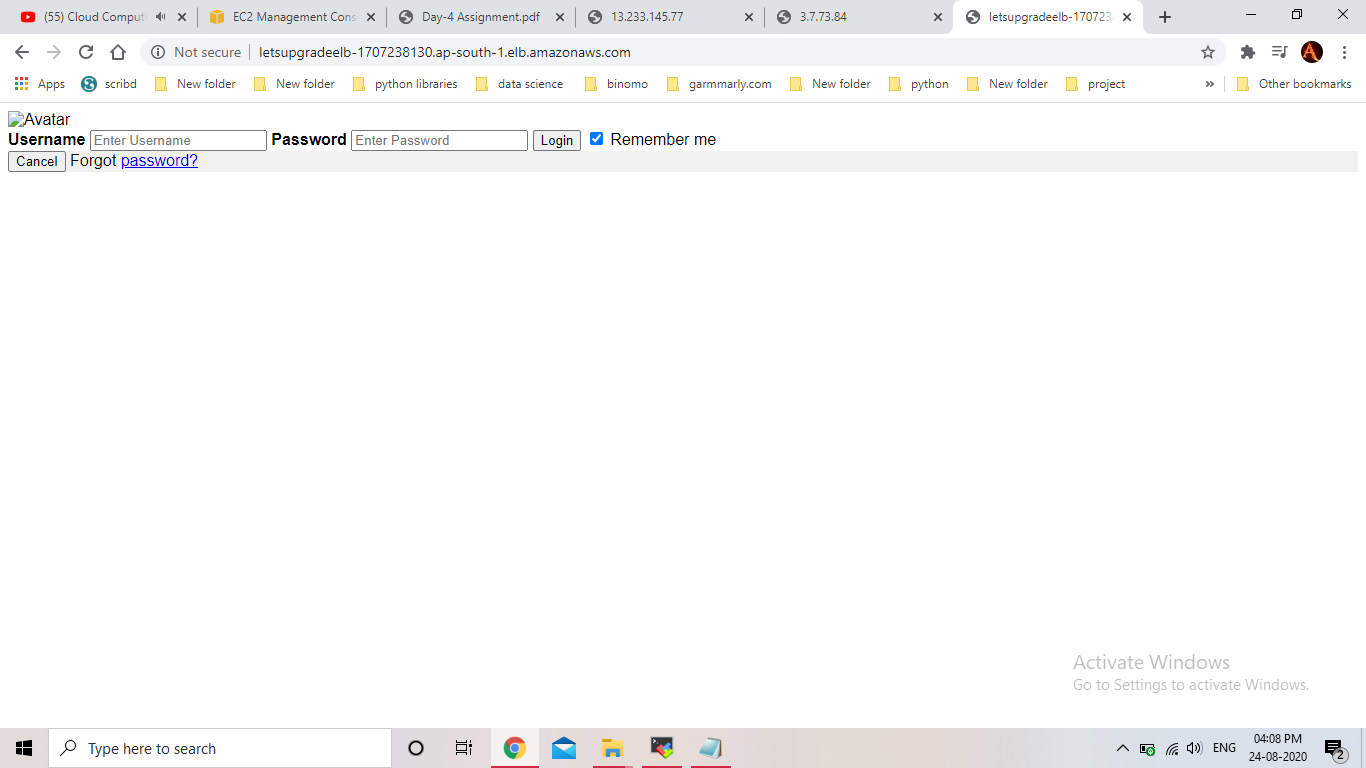 (55) Cloud Comput
EC2 Management Cons
Day-4 Assignment.pdf
13.233.145.77
3.7.73.84
letsupgradeelb-170723
Not secure
letsupgradeelb-1707238130.ap-south-1.elb.amazonaws.com
Apps
scribd
New folder
New folder
python libraries
data science
binomo
garmmarly.com
New folder
python
New folder
project
»
Other bookmarks
Avatar
Username Enter Username Password Enter Password Login Remember me
Cancel Forgot password?
Activate Windows
Go to Settings to activate Windows.
Type here to search
ENG
04:08 PM
24-08-2020
2